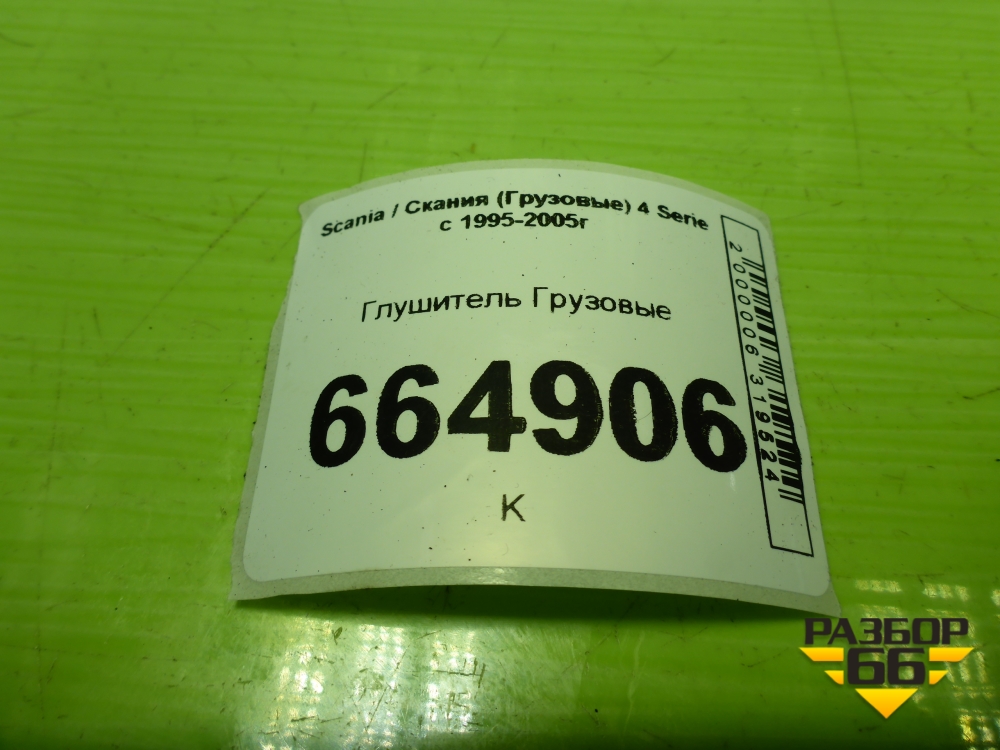 Scania / Скания (Грузовые) 4 Serie
с 1995-2005г
Глушитель Грузовые
664906
К
2000006319624
РАЗБОР
66